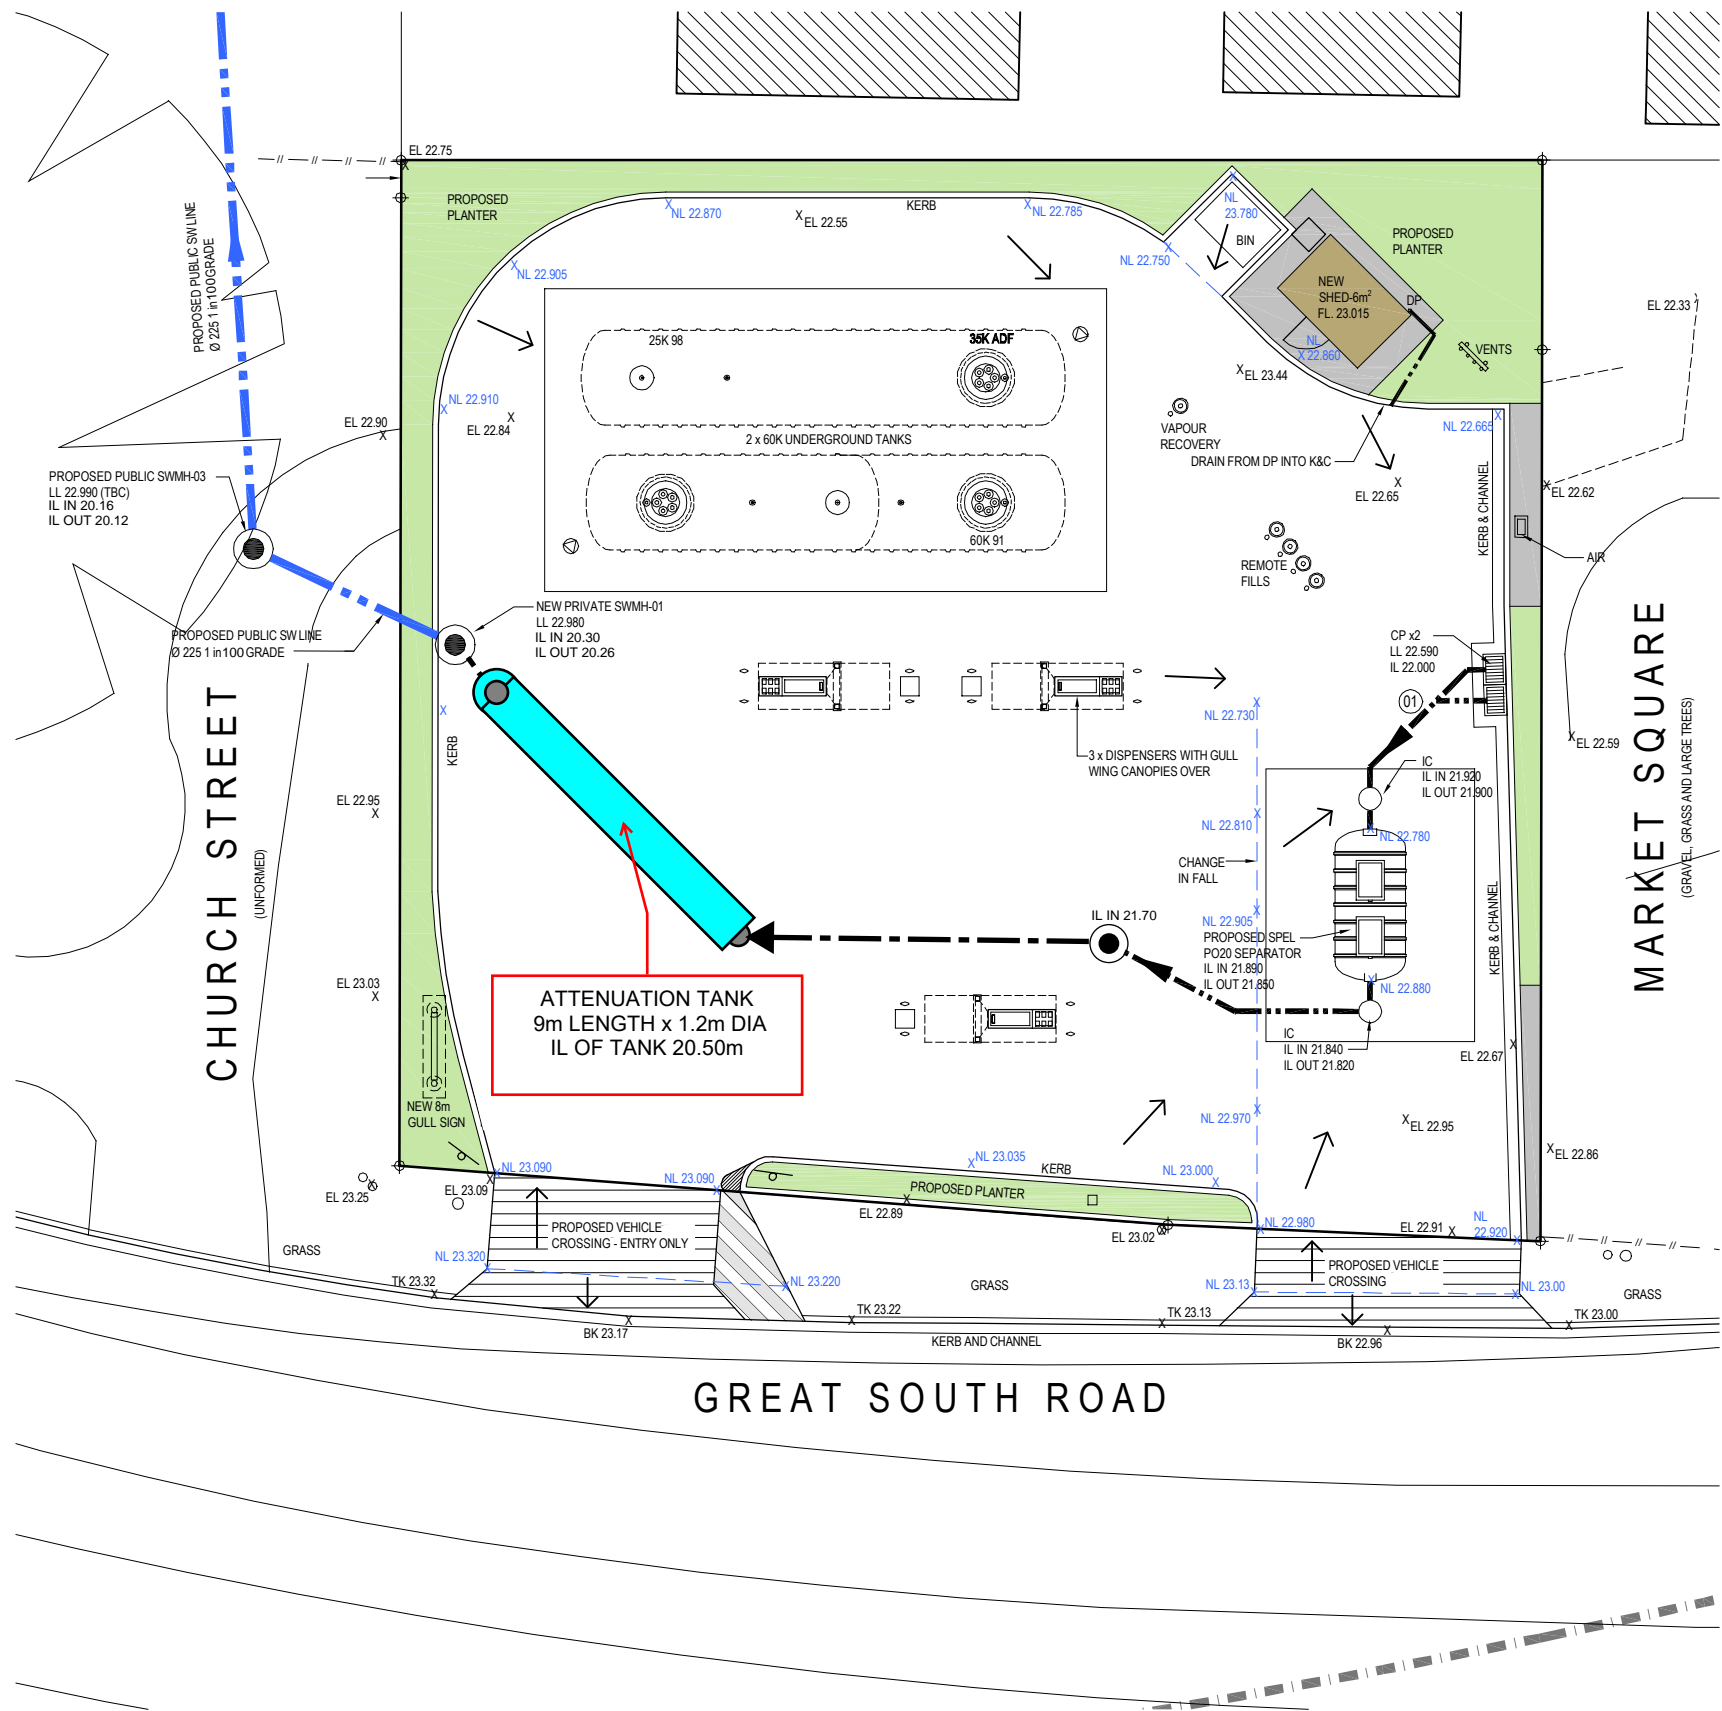 EL 22.75
PROPOSED
PLANTER
NL 22.870
EL 22.55
KERB
NL 22.785
NL
23.780
BIN
NL 22.750
PROPOSED
PLANTER
NEW
SHED-6m²
FL. 23.015
DP
NL
22.860
VENTS
EL 22.33
PROPOSED PUBLIC SW LINE
Ø 225 1 in100GRADE
NL 22.905
25K 98
35K ADF
EL 23.44
NL 22.910
EL 22.84
EL 22.90
2 x 60K UNDERGROUND TANKS
60K 91
VAPOUR
RECOVERY
DRAIN FROM DP INTO K&C
NL 22.665
EL 22.65
KERB & CHANNEL
EL 22.62
AIR
REMOTE
FILLS
PROPOSED PUBLIC SWMH-03
LL 22.990 (TBC)
IL IN 20.16
IL OUT 20.12
NEW PRIVATE SWMH-01
LL 22.980
IL IN 20.30
IL OUT 20.26
PROPOSED PUBLIC SW LINE
Ø 225 1 in100 GRADE
CP x2
LL 22.590
IL 22.000
01
NL 22.730
3 x DISPENSERS WITH GULL
WING CANOPIES OVER
IC
IL IN 21.920
IL OUT 21.900
EL 22.59
CHURCH STREET
(UNFORMED)
MARKET SQUARE
(GRAVEL, GRASS AND LARGE TREES)
KERB
EL 22.95
NL 22.810
NL 22.780
CHANGE
IN FALL
NL 22.905
PROPOSED SPEL
PO20 SEPARATOR
IL IN 21.890
IL OUT 21.850
KERB & CHANNEL
IL IN 21.70
NL 22.880
EL 23.03
ATTENUATION TANK
9m LENGTH x 1.2m DIA
IL OF TANK 20.50m
IC
IL IN 21.840
IL OUT 21.820
EL 22.67
NEW 8m
GULL SIGN
NL 22.970
EL 22.95
EL 22.86
NL 23.090
NL 23.090
NL 23.035
KERB
NL 23.000
PROPOSED PLANTER
EL 23.25
EL 23.09
EL 22.89
EL 23.02
NL 22.980
EL 22.91
NL
22.920
PROPOSED VEHICLE
CROSSING - ENTRY ONLY
GRASS
NL 23.320
NL 23.220
GRASS
NL 23.13
PROPOSED VEHICLE
CROSSING
NL 23.00
GRASS
TK 23.32
BK 23.17
TK 23.22
TK 23.13
BK 22.96
TK 23.00
KERB AND CHANNEL
GREAT SOUTH ROAD